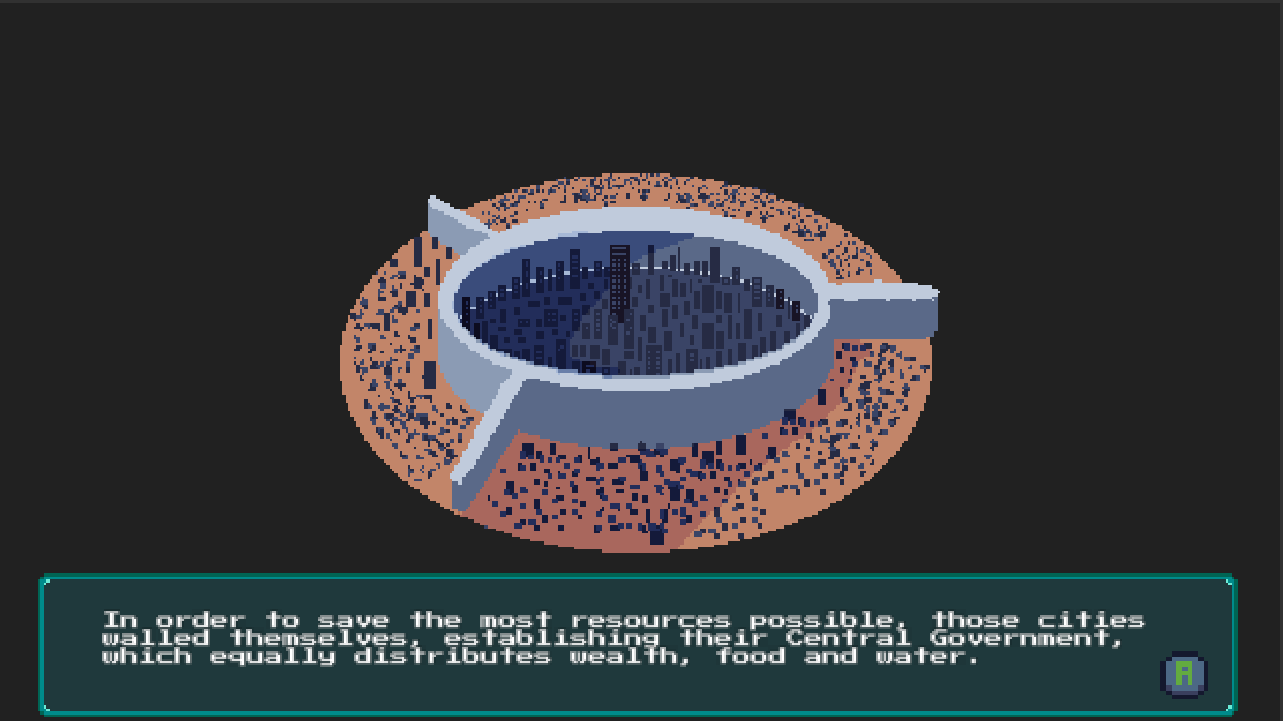 In order to save the most resources possible, those cities
walled themselves, establishing their Central Government,
which equally distributes wealth, food and water.
A